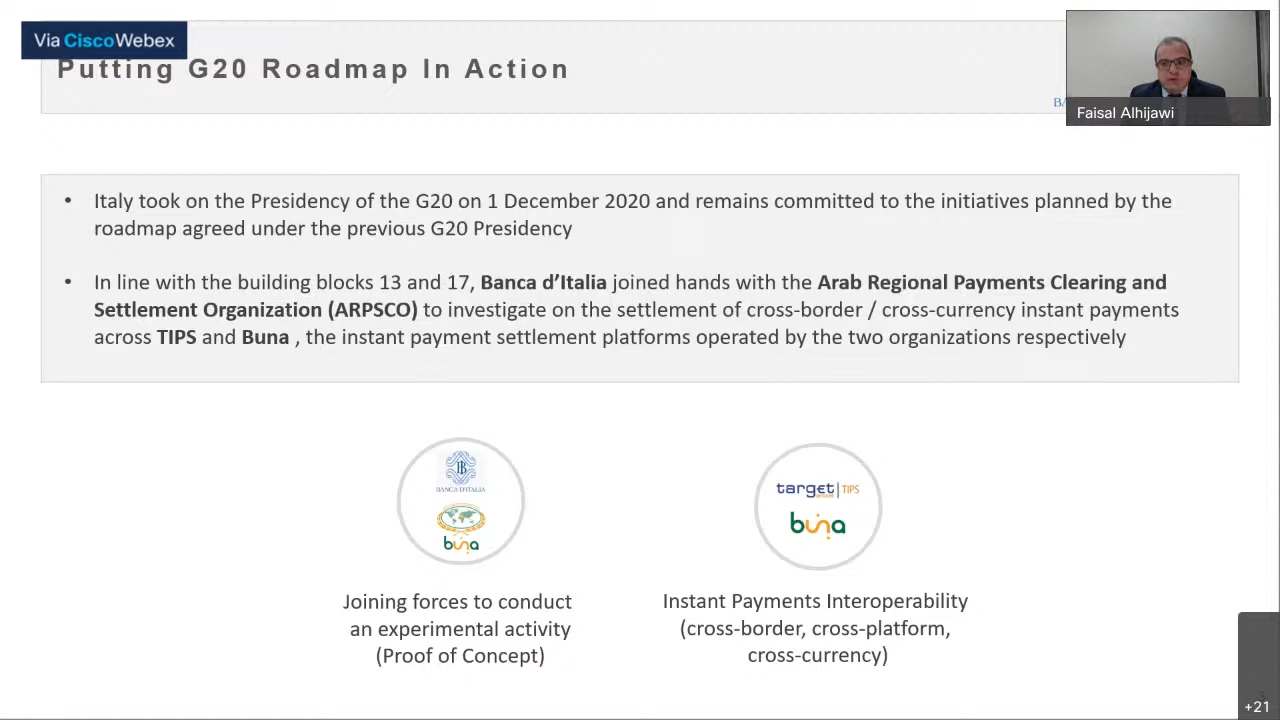 Via CiscoWebex
Putting G20 Roadmap In Action
BA
Faisal Alhijawi
• Italy took on the Presidency of the G20 on 1 December 2020 and remains committed to the initiatives planned by the
roadmap agreed under the previous G20 Presidency
• In line with the building blocks 13 and 17, Banca d’Italia joined hands with the Arab Regional Payments Clearing and
Settlement Organization (ARPSCO) to investigate on the settlement of cross-border / cross-currency instant payments
across TIPS and Buna , the instant payment settlement platforms operated by the two organizations respectively
BANCA D'ITALIA
buna
target | TIPS
buna
Joining forces to conduct
an experimental activity
(Proof of Concept)
Instant Payments Interoperability
(cross-border, cross-platform,
cross-currency)
3
+21